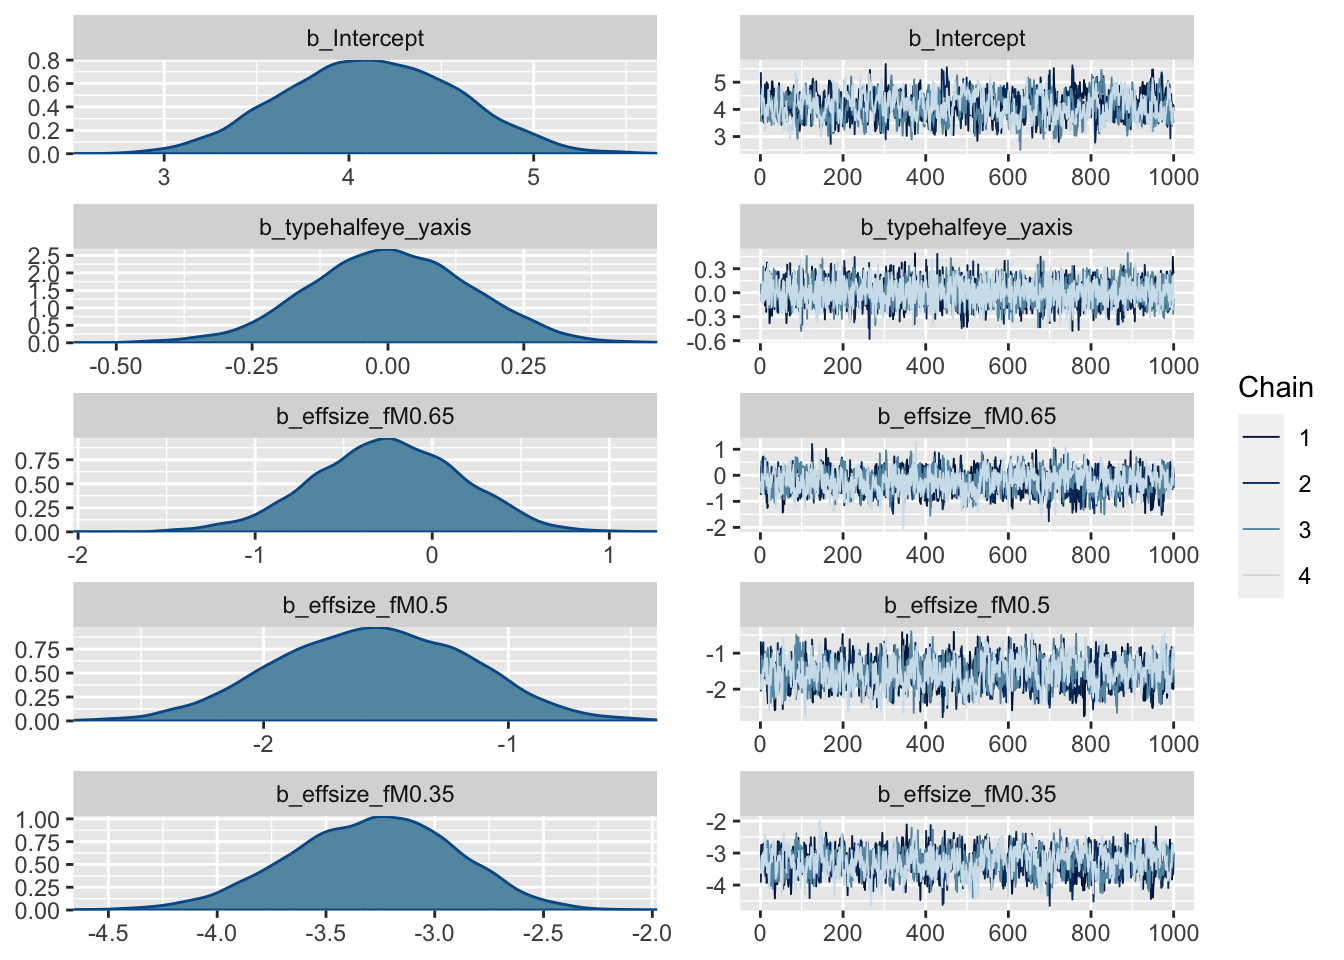 b_Intercept
0.8
0.6
0.4
0.2
0.0
3 4 5
b_Intercept
5
4
3
0 200 400 600 800 1000
b_typehalfeye_yaxis
2.5
2.0
1.5
1.0
0.5
0.0
-0.50 -0.25 0.00 0.25
b_typehalfeye_yaxis
0.3
0.0
-0.3
-0.6
0 200 400 600 800 1000
b_effsize_fM0.65
0.75
0.50
0.25
0.00
-2 -1 0 1
b_effsize_fM0.65
1
0
-1
-2
0 200 400 600 800 1000
b_effsize_fM0.5
0.75
0.50
0.25
0.00
-2 -1
b_effsize_fM0.5
-1
-2
0 200 400 600 800 1000
b_effsize_fM0.35
1.00
0.75
0.50
0.25
0.00
-4.5 -4.0 -3.5 -3.0 -2.5 -2.0
b_effsize_fM0.35
-2
-3
-4
0 200 400 600 800 1000
Chain
1
2
3
4